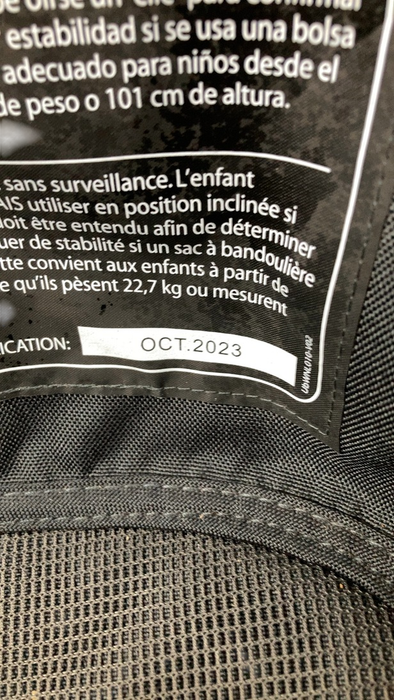 estabilidad si se usa una bolsa
adecuado para niños desde el
de peso o 101 cm de altura.
sans surveillance. L'enfant
utiliser en position inclinée si
être entendu afin de déterminer
de stabilité si un sac à bandoulière
convient aux enfants à partir de
qu'ils pèsent 22,7 kg ou mesurent
OCT.2023